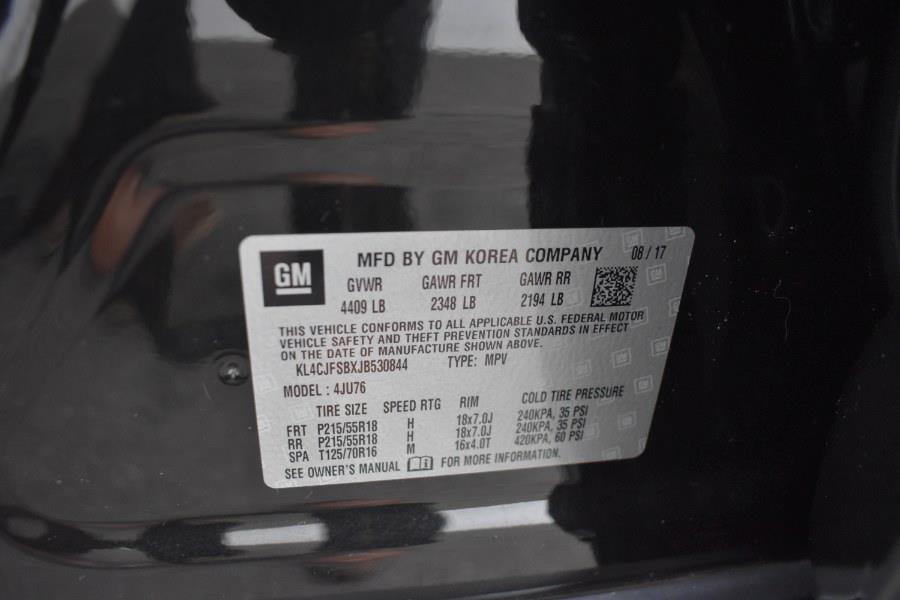 GM
MFD BY GM KOREA COMPANY 08/17
GVWR GAWR FRT GAWR RR
4409 LB 2348 LB 2194 LB
THIS VEHICLE CONFORMS TO ALL APPLICABLE U.S. FEDERAL MOTOR
VEHICLE SAFETY AND THEFT PREVENTION STANDARDS IN EFFECT
ON THE DATE OF MANUFACTURE SHOWN ABOVE.
KL4CJFSBXJB530844 TYPE: MPV
MODEL: 4JU76
TIRE SIZE SPEED RTG RIM COLD TIRE PRESSURE
FRT P215/55R18 H 18x7.0J 240KPA, 35 PSI
RR P215/55R18 H 18x7.0J 240KPA, 35 PSI
SPA T125/70R16 M 16x4.0T 420KPA, 60 PSI
SEE OWNER'S MANUAL FOR MORE INFORMATION.